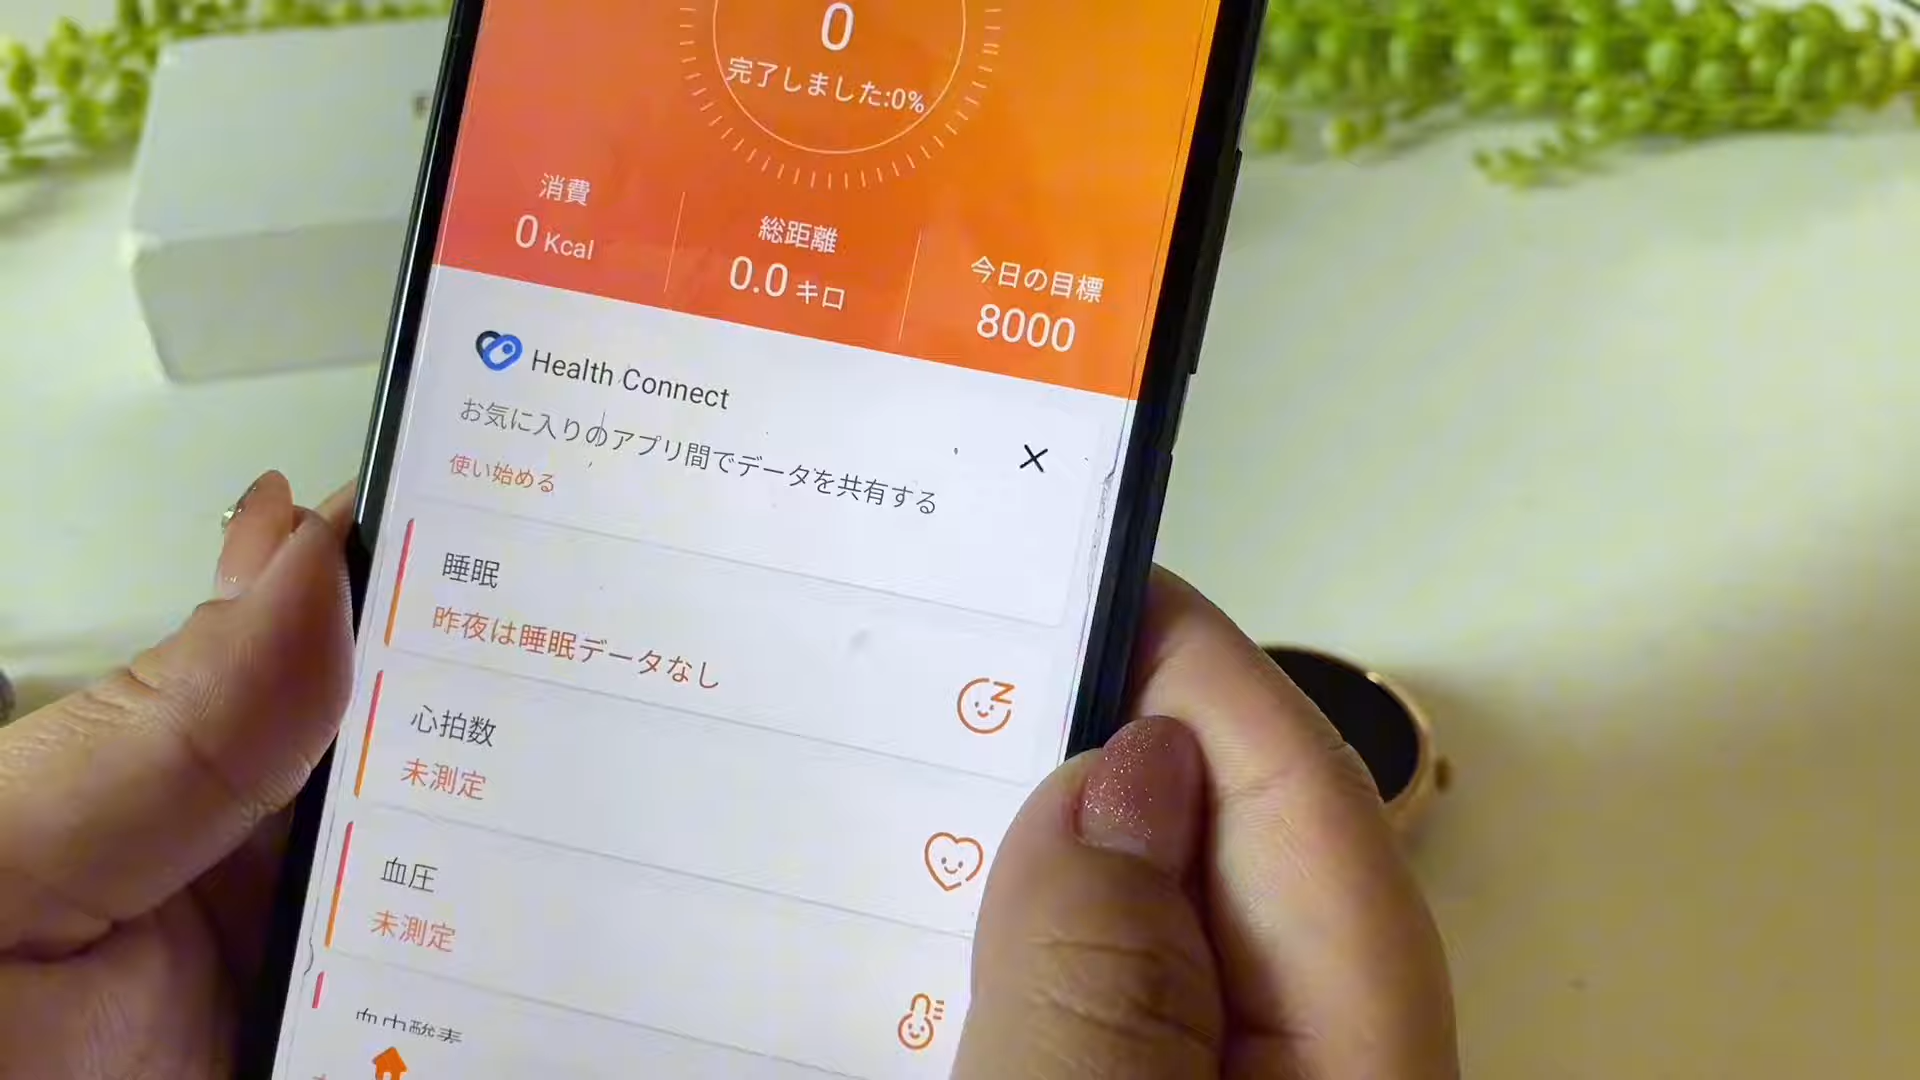 0
完了しました:0%
消費
0 Kcal
総距離
0.0 キロ
今日の目標
8000
Health Connect
お気に入りのアプリ間でデータを共有する
使い始める
睡眠
昨夜は睡眠データなし
心拍数
未測定
血圧
未測定